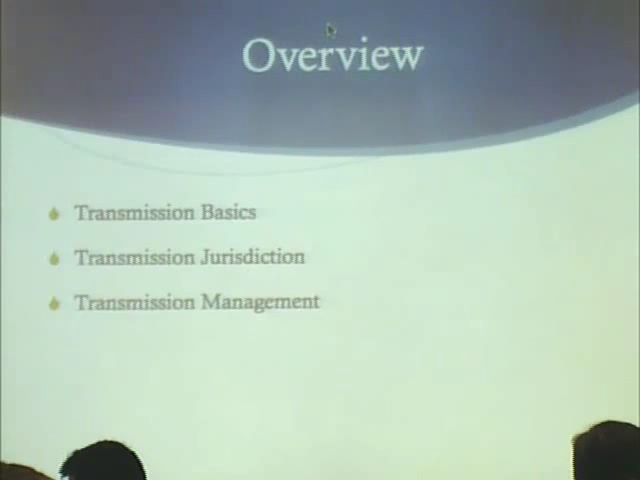 Overview
Transmission Basics
Transmission Jurisdiction
Transmission Management